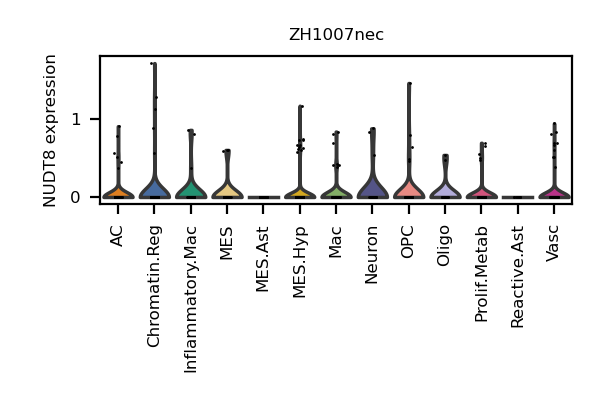 ZH1007nec
NUDT8 expression
1
0
AC
Chromatin.Reg
Inflammatory.Mac
MES
MES.Ast
MES.Hyp
Mac
Neuron
OPC
Oligo
Prolif.Metab
Reactive.Ast
Vasc